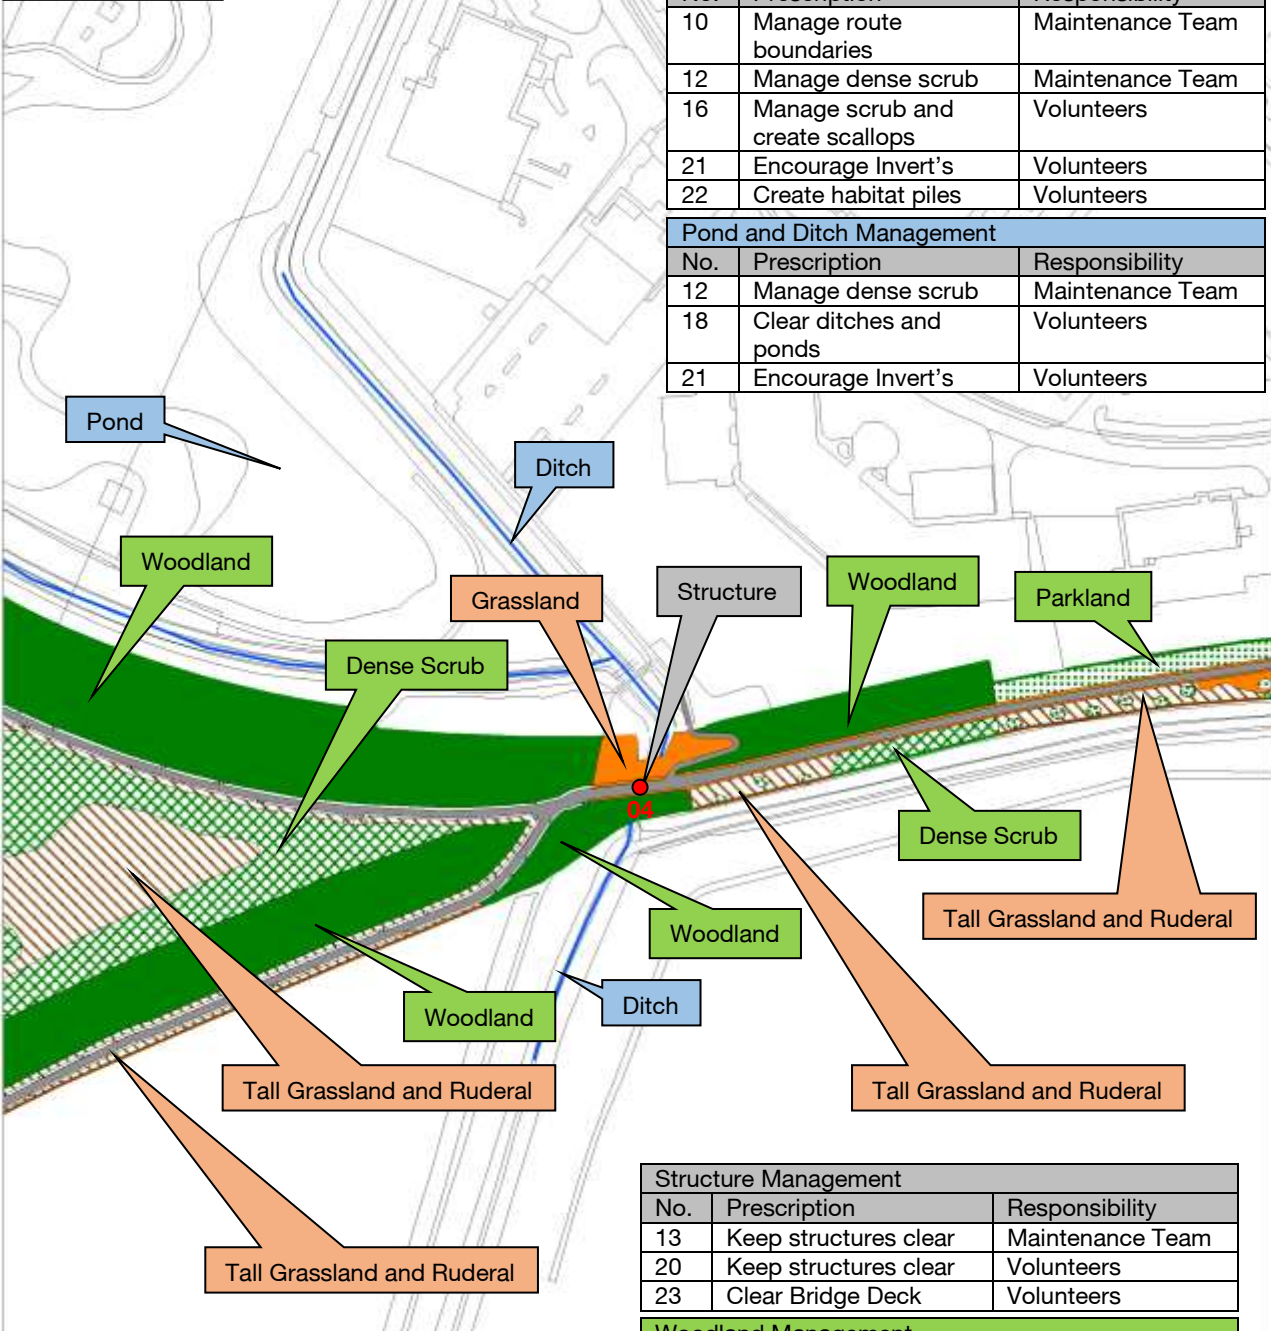 No. Prescription Responsibility
10 Manage route Maintenance Team
boundaries
12 Manage dense scrub Maintenance Team
16 Manage scrub and Volunteers
create scallops
21 Encourage Invert’s Volunteers
22 Create habitat piles Volunteers
Pond and Ditch Management
No. Prescription Responsibility
12 Manage dense scrub Maintenance Team
18 Clear ditches and Volunteers
ponds
21 Encourage Invert’s Volunteers
Pond
Ditch
Woodland
Grassland
Structure
Woodland
Parkland
Dense Scrub
04
Dense Scrub
Tall Grassland and Ruderal
Woodland
Woodland
Ditch
Tall Grassland and Ruderal
Tall Grassland and Ruderal
Tall Grassland and Ruderal
Structure Management
No. Prescription Responsibility
13 Keep structures clear Maintenance Team
20 Keep structures clear Volunteers
23 Clear Bridge Deck Volunteers
Woodland Management